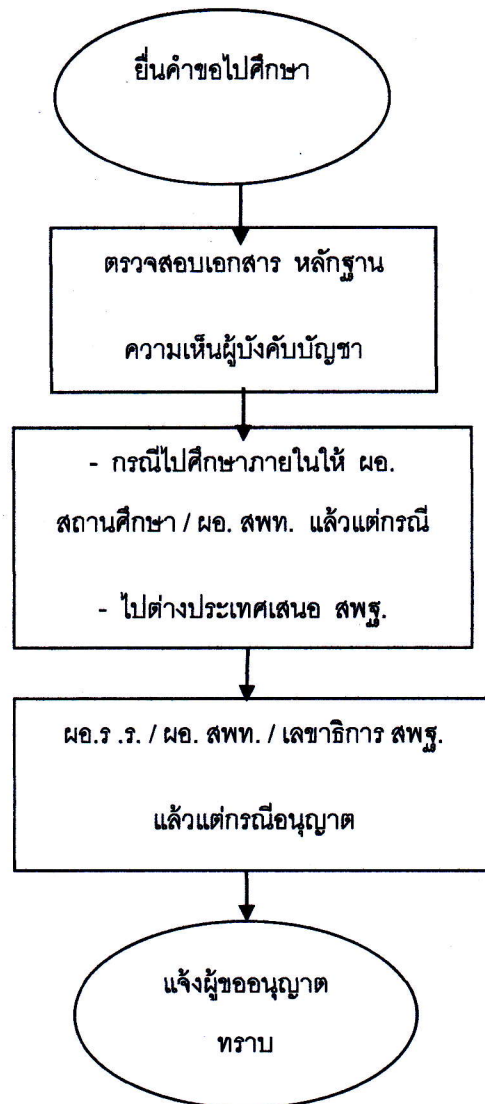 ยื่นคำขอไปศึกษา
ตรวจสอบเอกสาร หลักฐาน
ความเห็นผู้บังคับบัญชา
- กรณีไปศึกษาภายในให้ ผอ.
สถานศึกษา / ผอ. สพท. แล้วแต่กรณี
- ไปต่างประเทศเสนอ สพฐ.
ผอ.ร .ร. / ผอ. สพท. / เลขาธิการ สพฐ.
แล้วแต่กรณีอนุญาต
แจ้งผู้ขออนุญาต
ทราบ